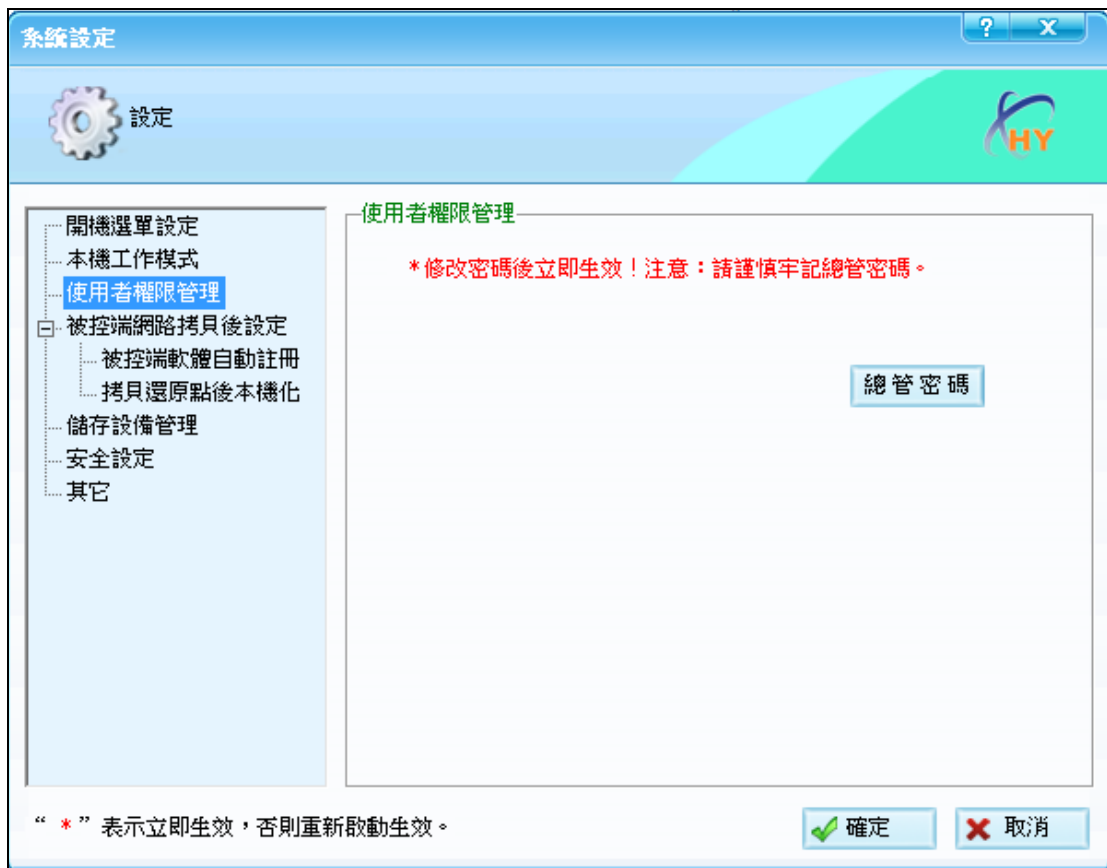 系統設定
? X
設定
HY
開機選單設定
本機工作模式
使用者權限管理
被控端網路拷貝後設定
被控端軟體自動註冊
拷貝還原點後本機化
儲存設備管理
安全設定
其它
使用者權限管理
*修改密碼後立即生效！注意：請謹慎牢記總管密碼。
總管密碼
“ * ” 表示立即生效，否則重新啟動生效。
確定
取消